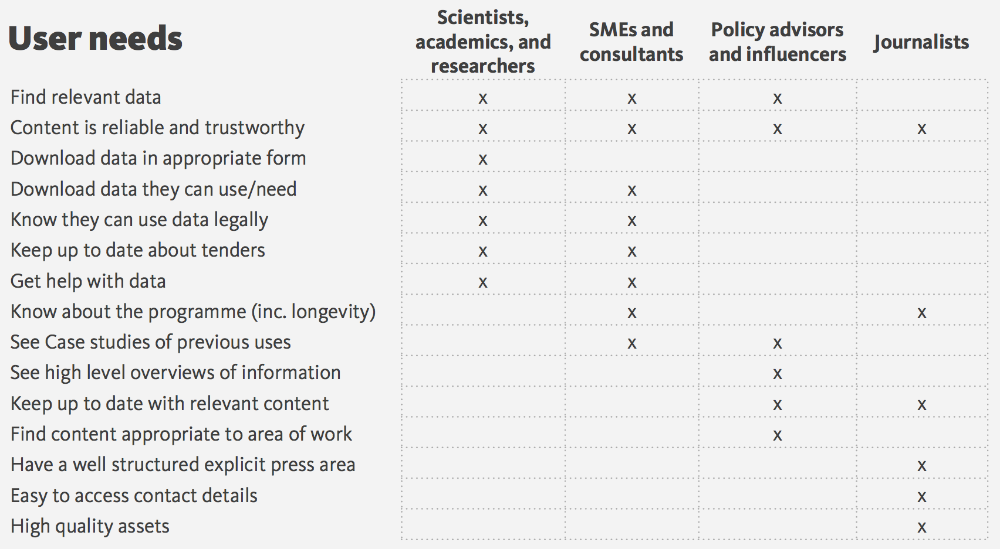 User needs
Scientists,
academics, and
researchers
SMEs and
consultants
Policy advisors
and influencers
Journalists
Find relevant data x x x
Content is reliable and trustworthy x x x x
Download data in appropriate form x
Download data they can use/need x x
Know they can use data legally x x
Keep up to date about tenders x x
Get help with data x x
Know about the programme (inc. longevity) x x
See Case studies of previous uses x x
See high level overviews of information x
Keep up to date with relevant content x x
Find content appropriate to area of work x
Have a well structured explicit press area x
Easy to access contact details x
High quality assets x